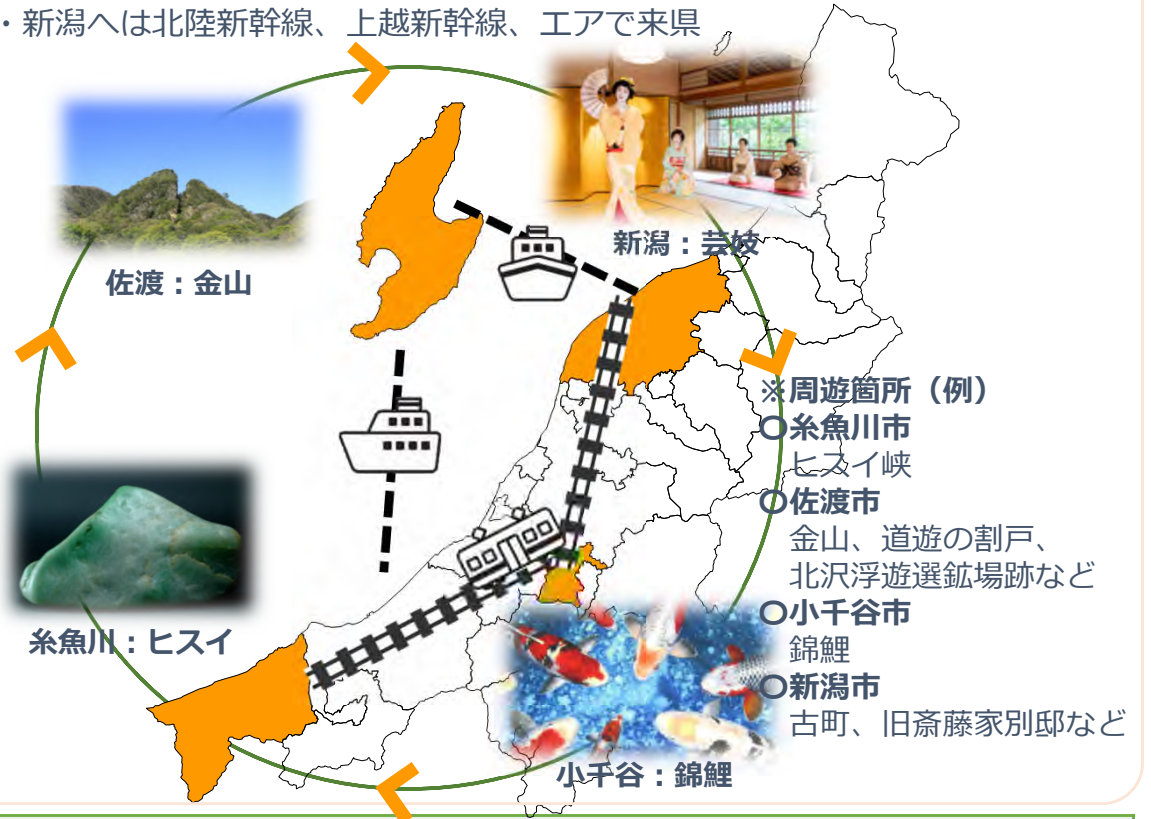 ・新潟へは北陸新幹線、上越新幹線、エアで来県
新潟：芸妓
佐渡：金山
※周遊箇所（例）
〇糸魚川市
ヒスイ峡
〇佐渡市
金山、道遊の割戸、
北沢浮遊選鉱場跡など
〇小千谷市
錦鯉
〇新潟市
古町、旧斎藤家別邸など
糸魚川：ヒスイ
小千谷：錦鯉